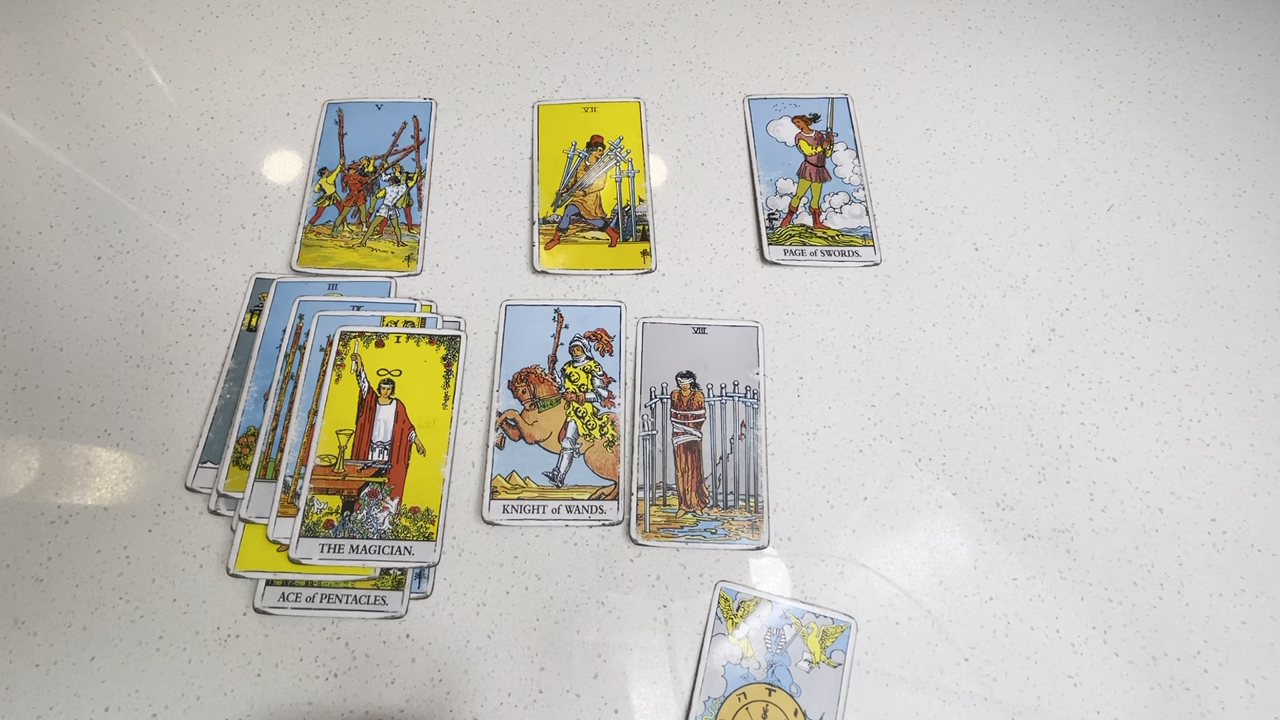 V
VII
PAGE of SWORDS.
III
I
THE MAGICIAN.
ACE of PENTACLES.
KNIGHT of WANDS.
VIII